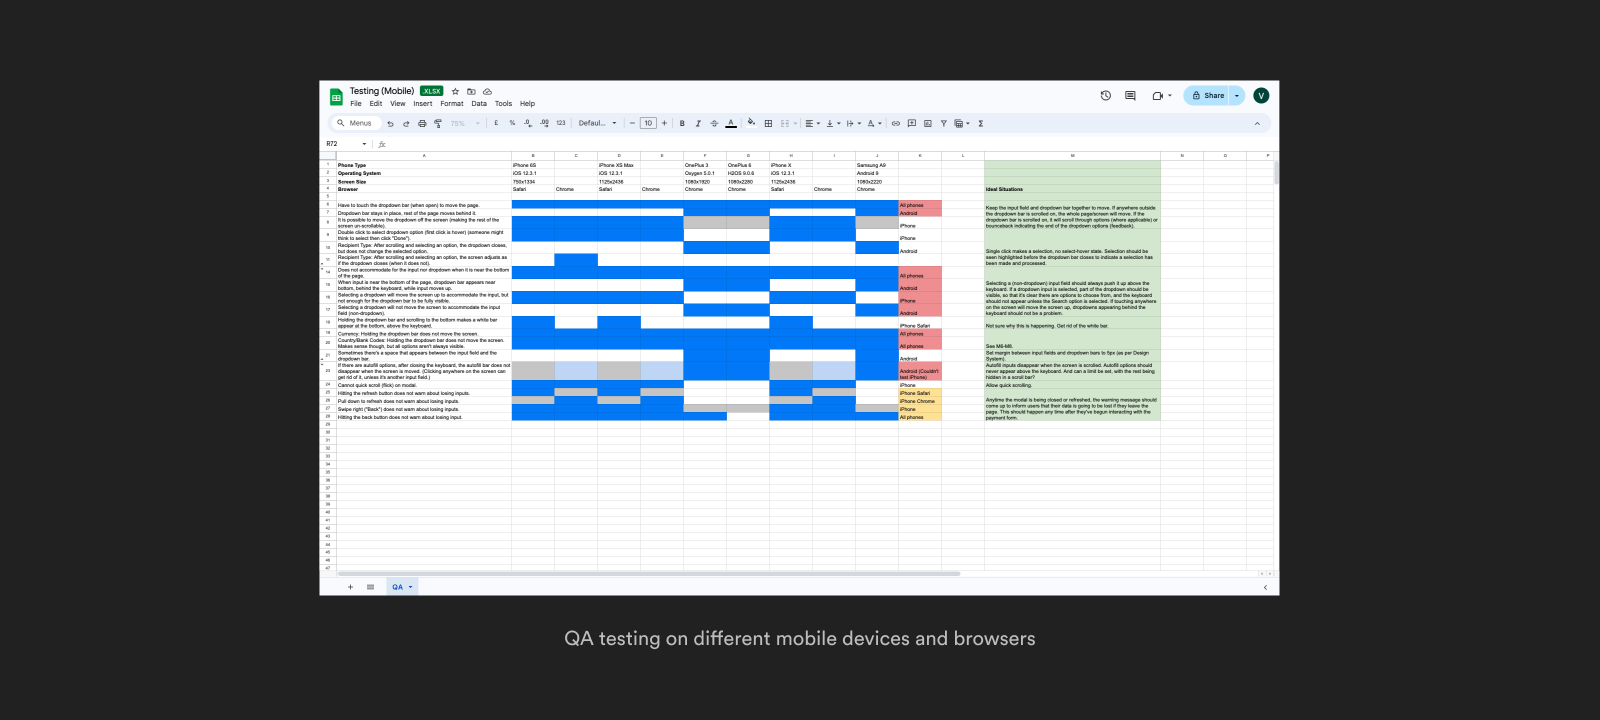 Testing (Mobile) .XLSX
File Edit View Insert Format Data Tools Help
Share
V
Menus
75%
£ % .0 .00 123 Defaul... 10 B I A
R72
A B C D E F G H I J K L M N O P
1 Phone Type iPhone 6S iPhone XS Max OnePlus 3 OnePlus 6 iPhone X Samsung A9
2 Operating System iOS 12.3.1 iOS 12.3.1 Oxygen 5.0.1 H2OS 9.0.6 iOS 12.3.1 Android 9
3 Screen Size 750x1334 1125x2436 1080x1920 1080x2280 1125x2436 1080x2220
4 Browser Safari Chrome Safari Chrome Chrome Chrome Safari Chrome Chrome Ideal Situations
5
6 Have to touch the dropdown bar (when open) to move the page. All phones
7 Dropdown bar stays in place, rest of the page moves behind it. Android
8 It is possible to move the dropdown off the screen (making the rest of the
screen un-scrollable). iPhone
Keep the input field and dropdown bar together to move. If anywhere outside
the dropdown bar is scrolled on, the whole page/screen will move. If the
dropdown bar is scrolled on, it will scroll through options (where applicable) or
bounceback indicating the end of the dropdown options (feedback).
9 Double click to select dropdown option (first click is hover) (someone might
think to select then click "Done"). iPhone
10 Recipient Type: After scrolling and selecting an option, the dropdown closes,
but does not change the selected option. Android
Recipient Type: After scrolling and selecting an option, the screen adjusts as
if the dropdown closes (when it does not).
Single click makes a selection, no select-hover state. Selection should be
seen highlighted before the dropdown bar closes to indicate a selection has
been made and processed.
14 Does not accommodate for the input nor dropdown when it is near the bottom
of the page. All phones
15 When input is near the bottom of the page, dropdown bar appears near
bottom, behind the keyboard, while input moves up. Android
16 Selecting a dropdown will move the screen up to accommodate the input, but
not enough for the dropdown bar to be fully visible. iPhone
17 Selecting a dropdown will not move the screen to accommodate the input
field (non-dropdown). Android
Selecting a (non-dropdown) input field should always push it up above the
keyboard. If a dropdown input is selected, part of the dropdown should be
visible, so that it's clear there are options to choose from, and the keyboard
should not appear unless the Search option is selected. If touching anywhere
on the screen will move the screen up, dropdowns appearing behind the
keyboard should not be a problem.
18 Holding the dropdown bar and scrolling to the bottom makes a white bar
appear at the bottom, above the keyboard. iPhone Safari Not sure why this is happening. Get rid of the white bar.
19 Currency: Holding the dropdown bar does not move the screen. All phones
20 Country/Bank Codes: Holding the dropdown bar does not move the screen.
Makes sense though, but all options aren't always visible. All phones See M6-M8.
21 Sometimes there's a space that appears between the input field and the
dropdown bar. Android
Set margin between input fields and dropdown bars to 5px (as per Design
System).
23 If there are autofill options, after closing the keyboard, the autofill bar does not
disappear when the screen is moved. (Clicking anywhere on the screen can
get rid of it, unless it's another input field.)
Android (Couldn't
test iPhone)
Autofill inputs disappear when the screen is scrolled. Autofill options should
never appear above the keyboard. And can a limit be set, with the rest being
hidden in a scroll bar?
24 Cannot quick scroll (flick) on modal. iPhone Allow quick scrolling.
25 Hitting the refresh button does not warn about losing inputs. iPhone Safari
26 Pull down to refresh does not warn about losing inputs. iPhone Chrome
27 Swipe right ("Back") does not warn about losing inputs. iPhone
28 Hitting the back button does not warn about losing input. All phones
Anytime the modal is being closed or refreshed, the warning message should
come up to inform users that their data is going to be lost if they leave the
page. This should happen any time after they've begun interacting with the
payment form.
29
30
31
32
33
34
35
36
37
38
39
40
41
42
43
44
45
46
47
QA
QA testing on different mobile devices and browsers